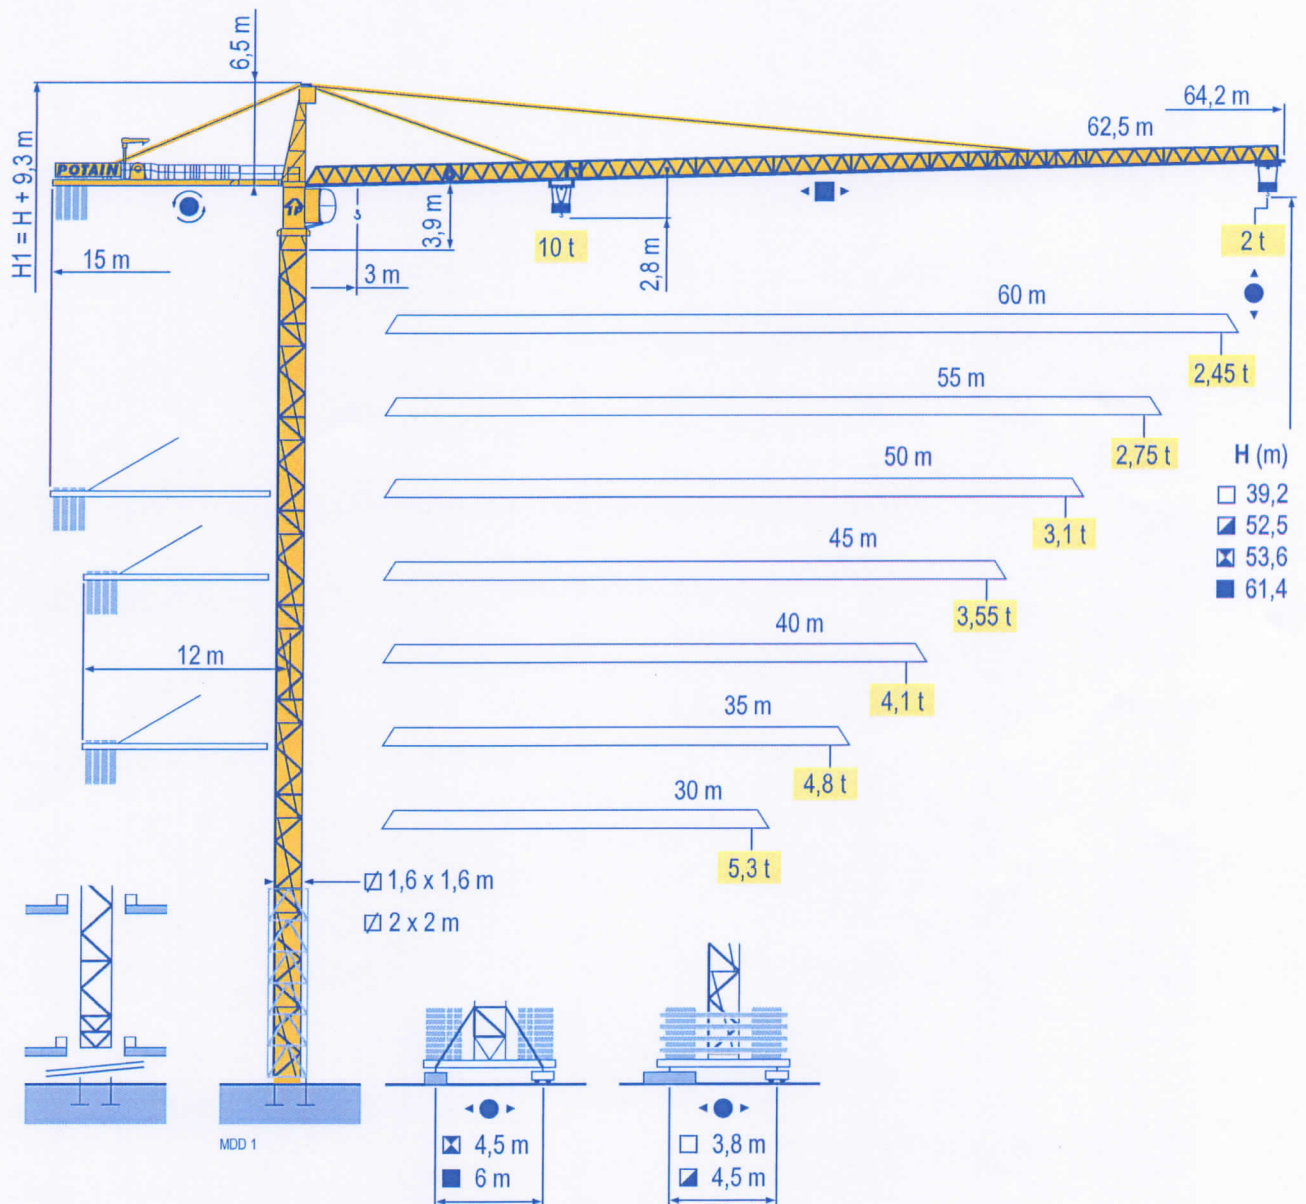 6,5 m
64,2 m
62,5 m
H1 = H + 9,3 m
POTAIN
3,9 m
10 t
2,8 m
2 t
15 m
3 m
60 m
2,45 t
55 m
2,75 t
50 m
3,1 t
H (m)
39,2
52,5
53,6
61,4
45 m
3,55 t
12 m
40 m
4,1 t
35 m
4,8 t
30 m
5,3 t
1,6 x 1,6 m
2 x 2 m
MDD 1
4,5 m
6 m
3,8 m
4,5 m